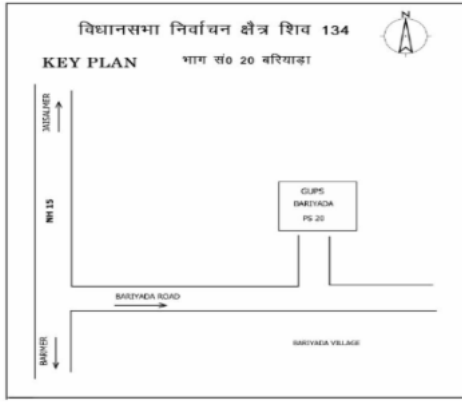 विधानसभा निर्वाचन क्षैत्र शिव 134
N
KEY PLAN
भाग सं0 20 बरियाड़ा
JAISALMER
NH 15
GUPS
BARIYADA
PS 20
BARIYADA ROAD
BARMER
BARIYADA VILLAGE